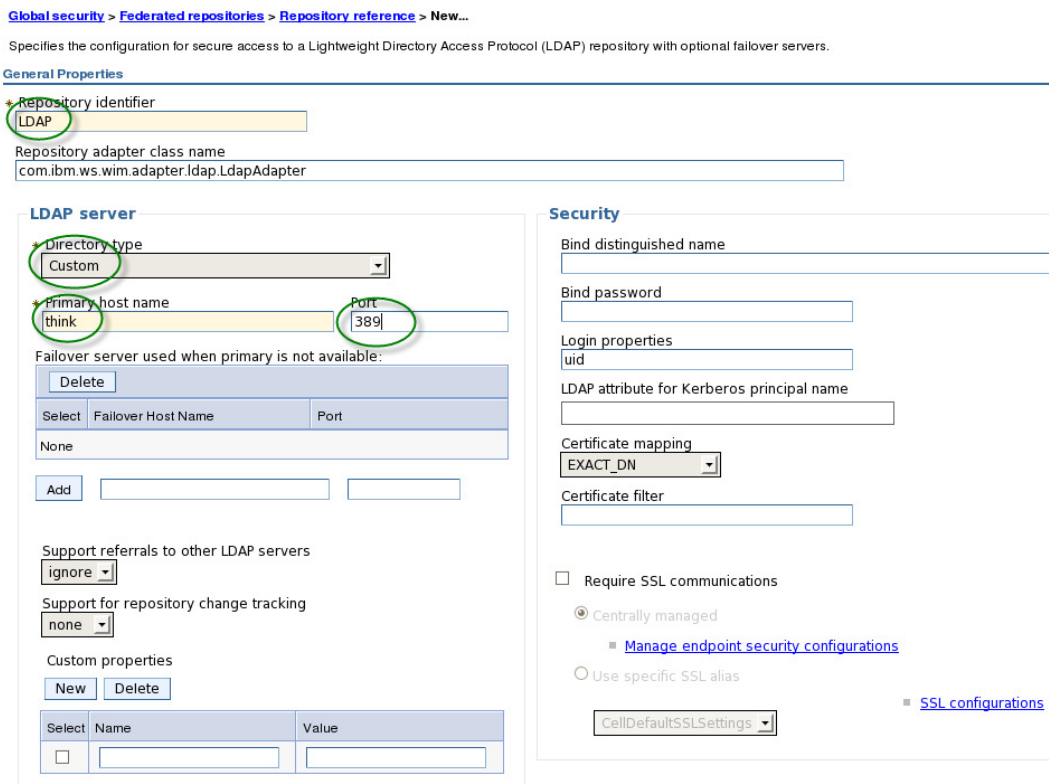 Global security > Federated repositories > Repository reference > New...
Specifies the configuration for secure access to a Lightweight Directory Access Protocol (LDAP) repository with optional failover servers.
General Properties
* Repository identifier
LDAP
Repository adapter class name
com.ibm.ws.wim.adapter.ldap.LdapAdapter
LDAP server
* Directory type
Custom
* Primary host name Port
think 389
Failover server used when primary is not available:
Delete
Select Failover Host Name Port
None
Add
Support referrals to other LDAP servers
ignore
Support for repository change tracking
none
Custom properties
New Delete
Select Name Value
Security
Bind distinguished name
Bind password
Login properties
uid
LDAP attribute for Kerberos principal name
Certificate mapping
EXACT_DN
Certificate filter
Require SSL communications
Centrally managed
Manage endpoint security configurations
Use specific SSL alias
SSL configurations
CellDefaultSSLSettings